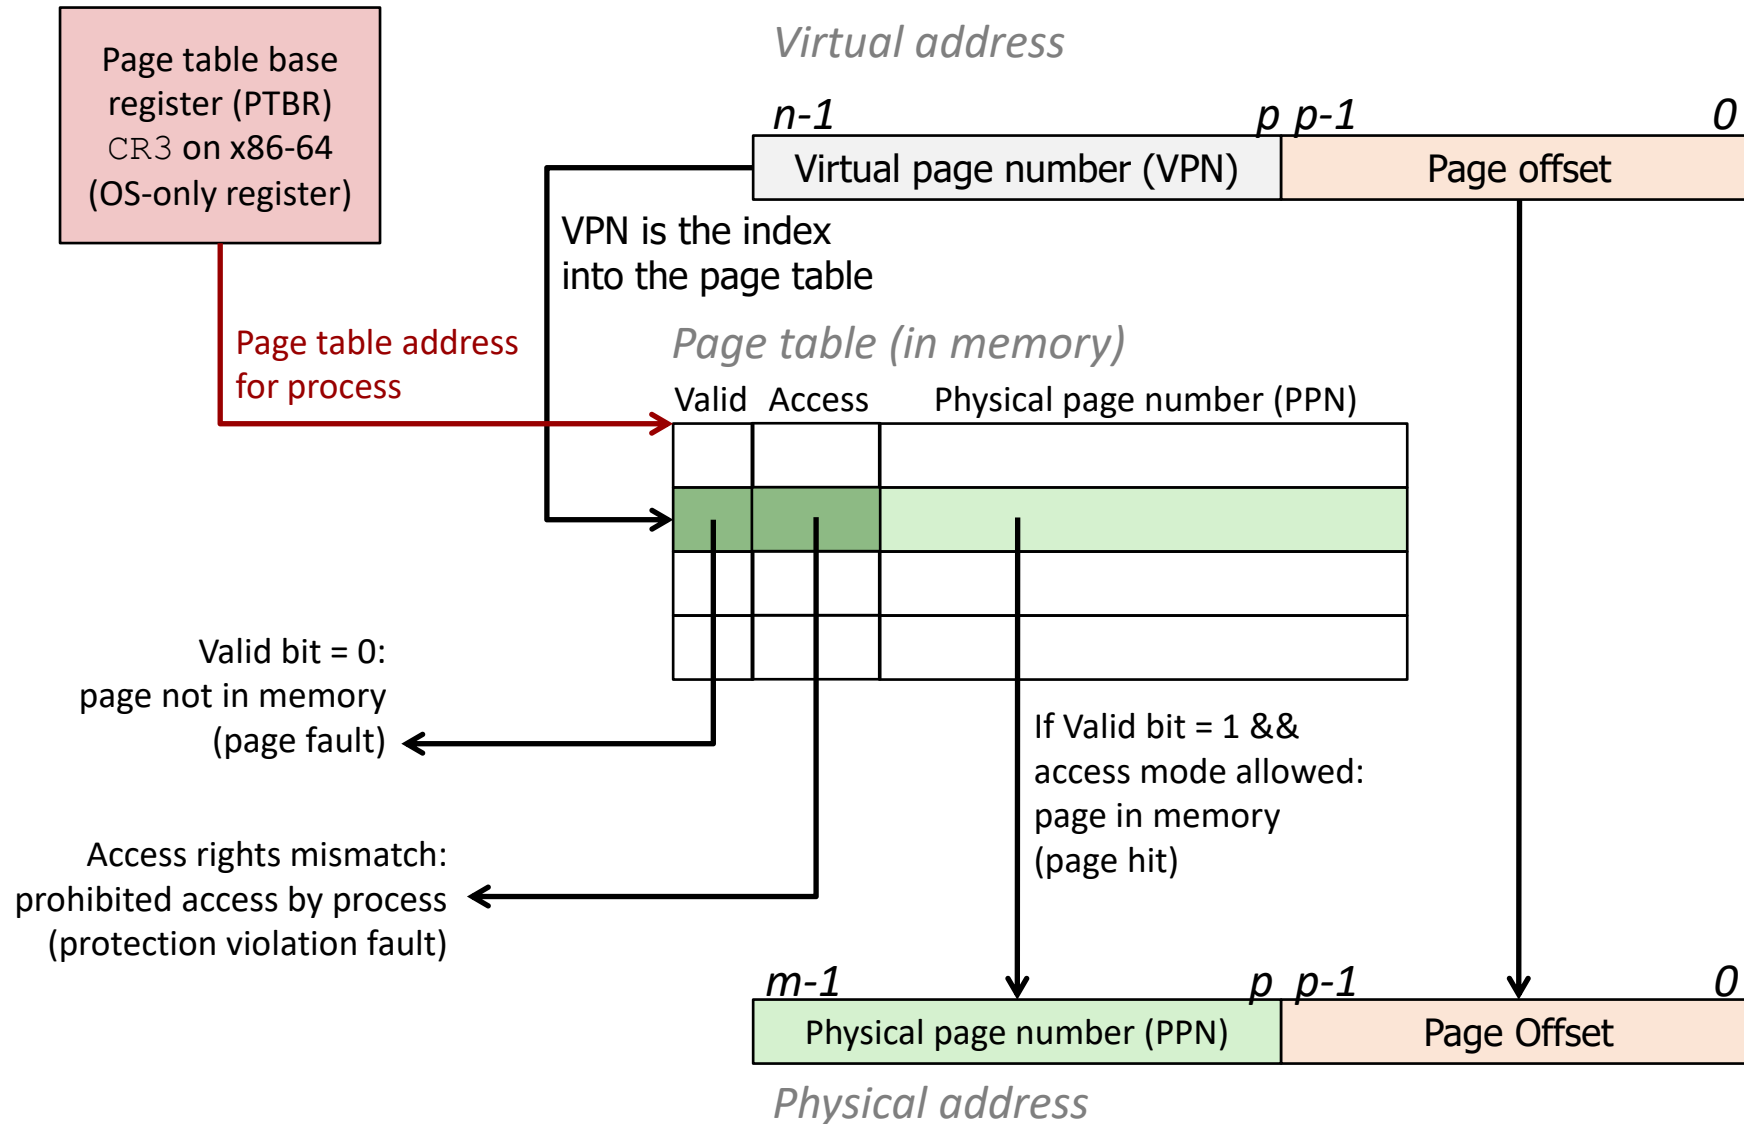 Page table base
register (PTBR)
CR3 on x86-64
(OS-only register)
Virtual address
n-1 p p-1 0
Virtual page number (VPN) Page offset
VPN is the index
into the page table
Page table address
for process
Page table (in memory)
Valid Access Physical page number (PPN)
Valid bit = 0:
page not in memory
(page fault)
If Valid bit = 1 &&
access mode allowed:
page in memory
(page hit)
Access rights mismatch:
prohibited access by process
(protection violation fault)
m-1 p p-1 0
Physical page number (PPN) Page Offset
Physical address